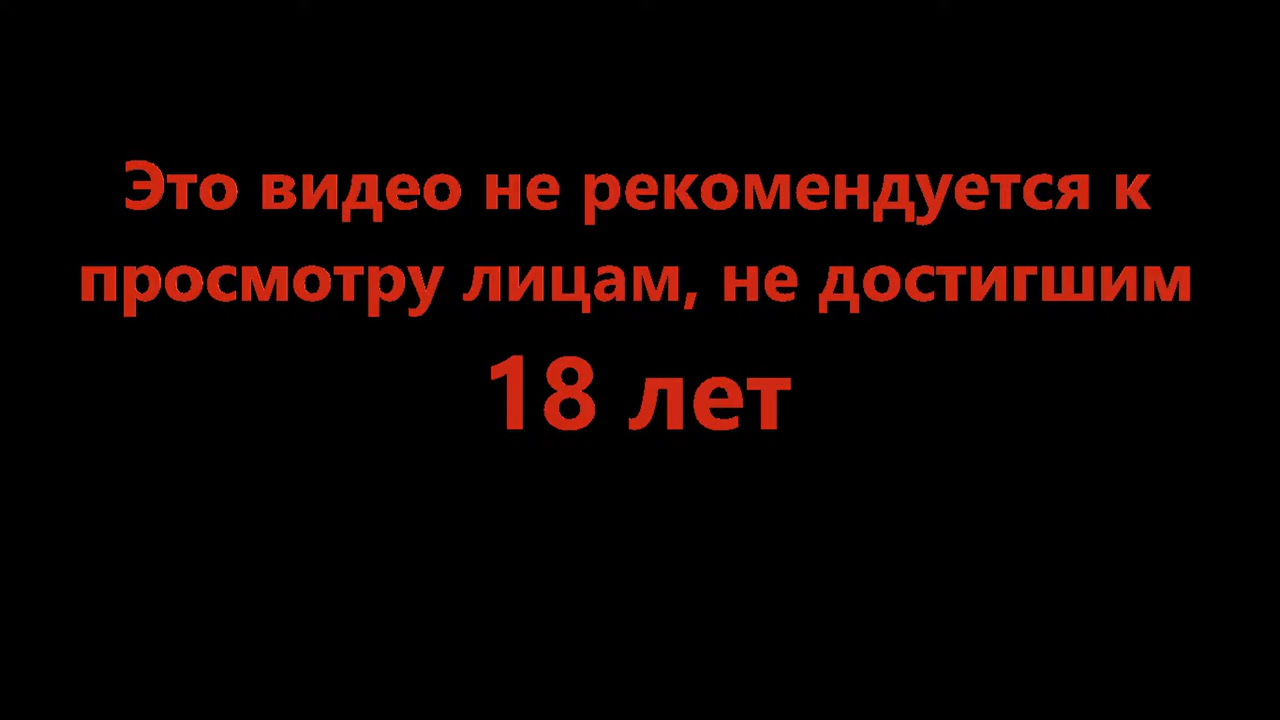 Это видео не рекомендуется к
просмотру лицам, не достигшим
18 лет